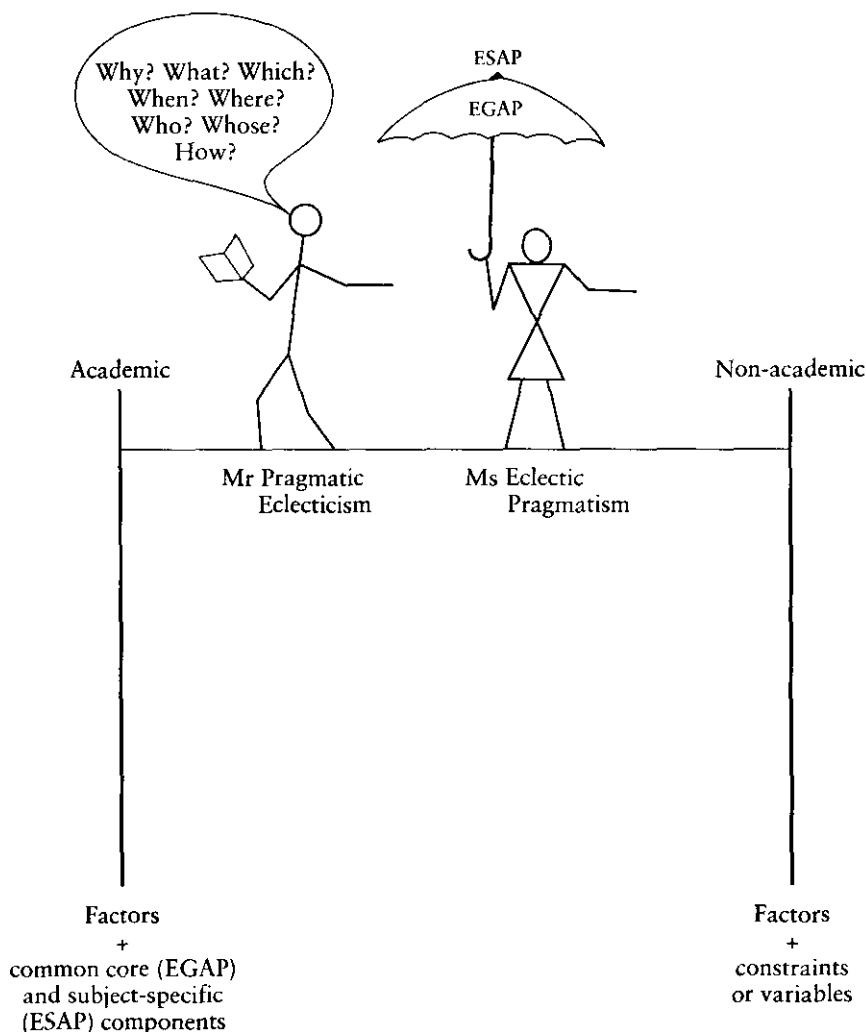 Why? What? Which?
When? Where?
Who? Whose?
How?
ESAP
EGAP
Academic
Non-academic
Mr Pragmatic
Eclecticism
Ms Eclectic
Pragmatism
Factors
+
common core (EGAP)
and subject-specific
(ESAP) components
Factors
+
constraints
or variables